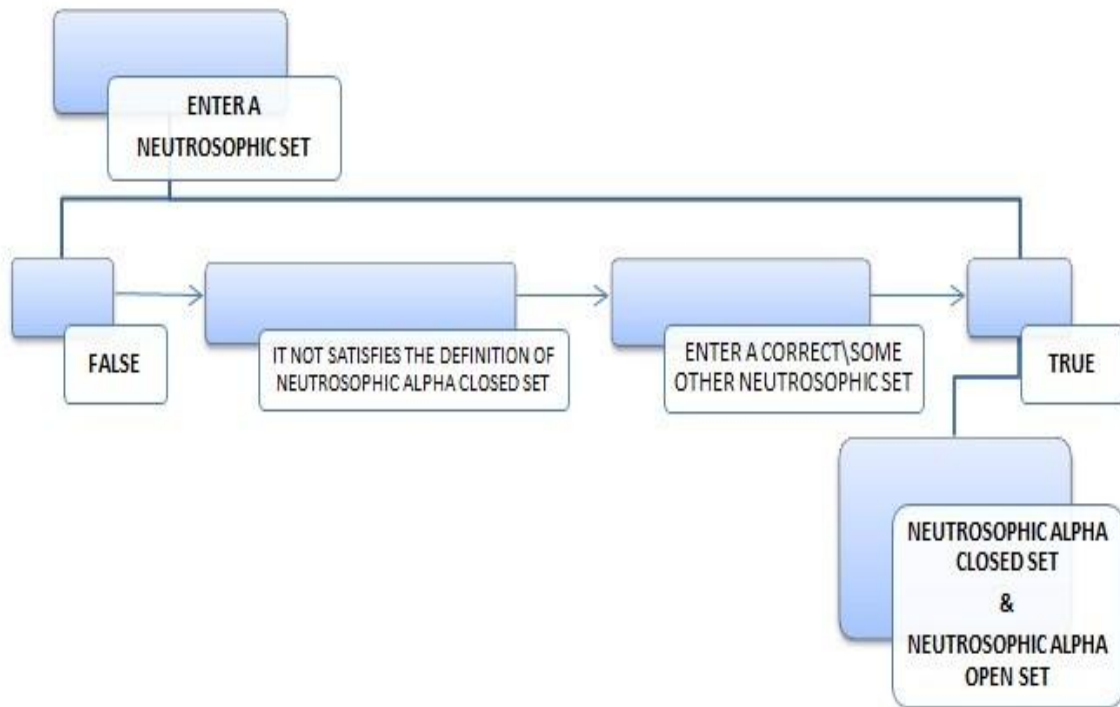 ENTER A
NEUTROSOPHIC SET
FALSE
IT NOT SATISFIES THE DEFINITION OF
NEUTROSOPHIC ALPHA CLOSED SET
ENTER A CORRECT\SOME
OTHER NEUTROSOPHIC SET
TRUE
NEUTROSOPHIC ALPHA
CLOSED SET
&
NEUTROSOPHIC ALPHA
OPEN SET